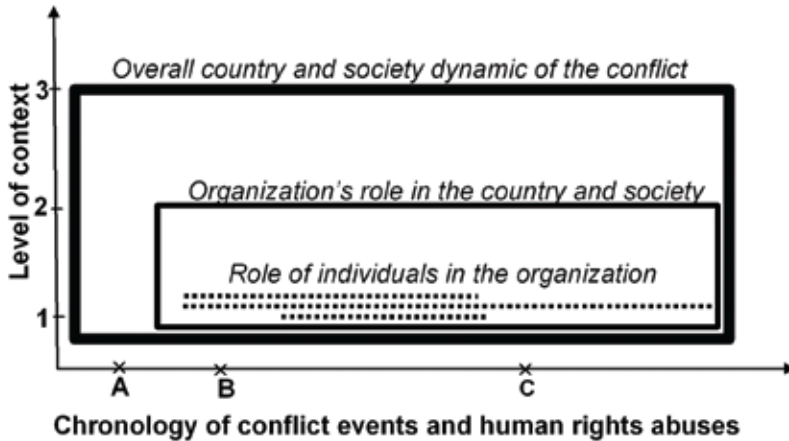 Overall country and society dynamic of the conflict
3
Organization's role in the country and society
2
Role of individuals in the organization
1
Level of context
A
B
C
Chronology of conflict events and human rights abuses